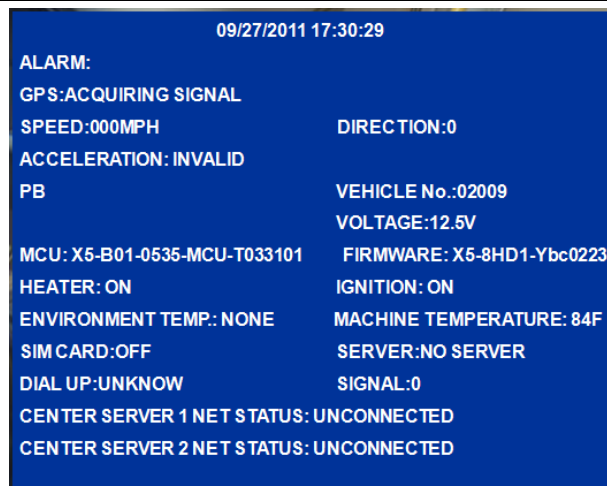 09/27/2011 17:30:29
ALARM:
GPS:ACQUIRING SIGNAL
SPEED:000MPH DIRECTION:0
ACCELERATION: INVALID
PB VEHICLE No.:02009
VOLTAGE:12.5V
MCU: X5-B01-0535-MCU-T033101 FIRMWARE: X5-8HD1-Ybc0223
HEATER: ON IGNITION: ON
ENVIRONMENT TEMP.: NONE MACHINE TEMPERATURE: 84F
SIM CARD:OFF SERVER:NO SERVER
DIAL UP:UNKNOW SIGNAL:0
CENTER SERVER 1 NET STATUS: UNCONNECTED
CENTER SERVER 2 NET STATUS: UNCONNECTED